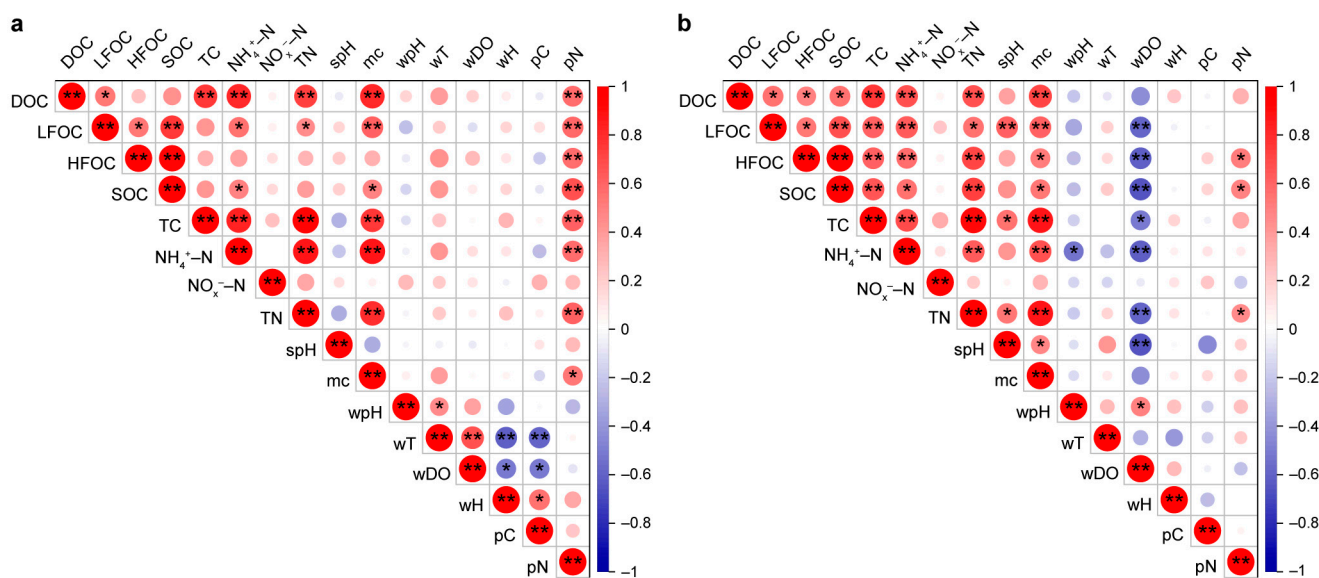 a
DOC LFOC HFOC SOC TC NH₄⁺–N NOₓ⁻–N TN spH mc wpH wT wDO wH pC pN
DOC ** * ** ** ** ** **
LFOC ** * ** * * ** **
HFOC ** ** **
SOC ** * * **
TC ** ** ** ** **
NH₄⁺–N ** ** ** **
NOₓ⁻–N **
TN ** ** **
spH **
mc ** *
wpH ** *
wT ** ** ** **
wDO ** * *
wH ** *
pC **
pN **
1
0.8
0.6
0.4
0.2
0
–0.2
–0.4
–0.6
–0.8
–1
b
DOC LFOC HFOC SOC TC NH₄⁺–N NOₓ⁻–N TN spH mc wpH wT wDO wH pC pN
DOC ** * * * ** ** ** **
LFOC ** * ** ** ** * ** ** **
HFOC ** ** ** ** ** * ** *
SOC ** ** * ** * ** *
TC ** ** ** * ** *
NH₄⁺–N ** ** ** * **
NOₓ⁻–N **
TN ** * ** ** *
spH ** * **
mc **
wpH ** *
wT **
wDO **
wH **
pC **
pN **
1
0.8
0.6
0.4
0.2
0
–0.2
–0.4
–0.6
–0.8
–1